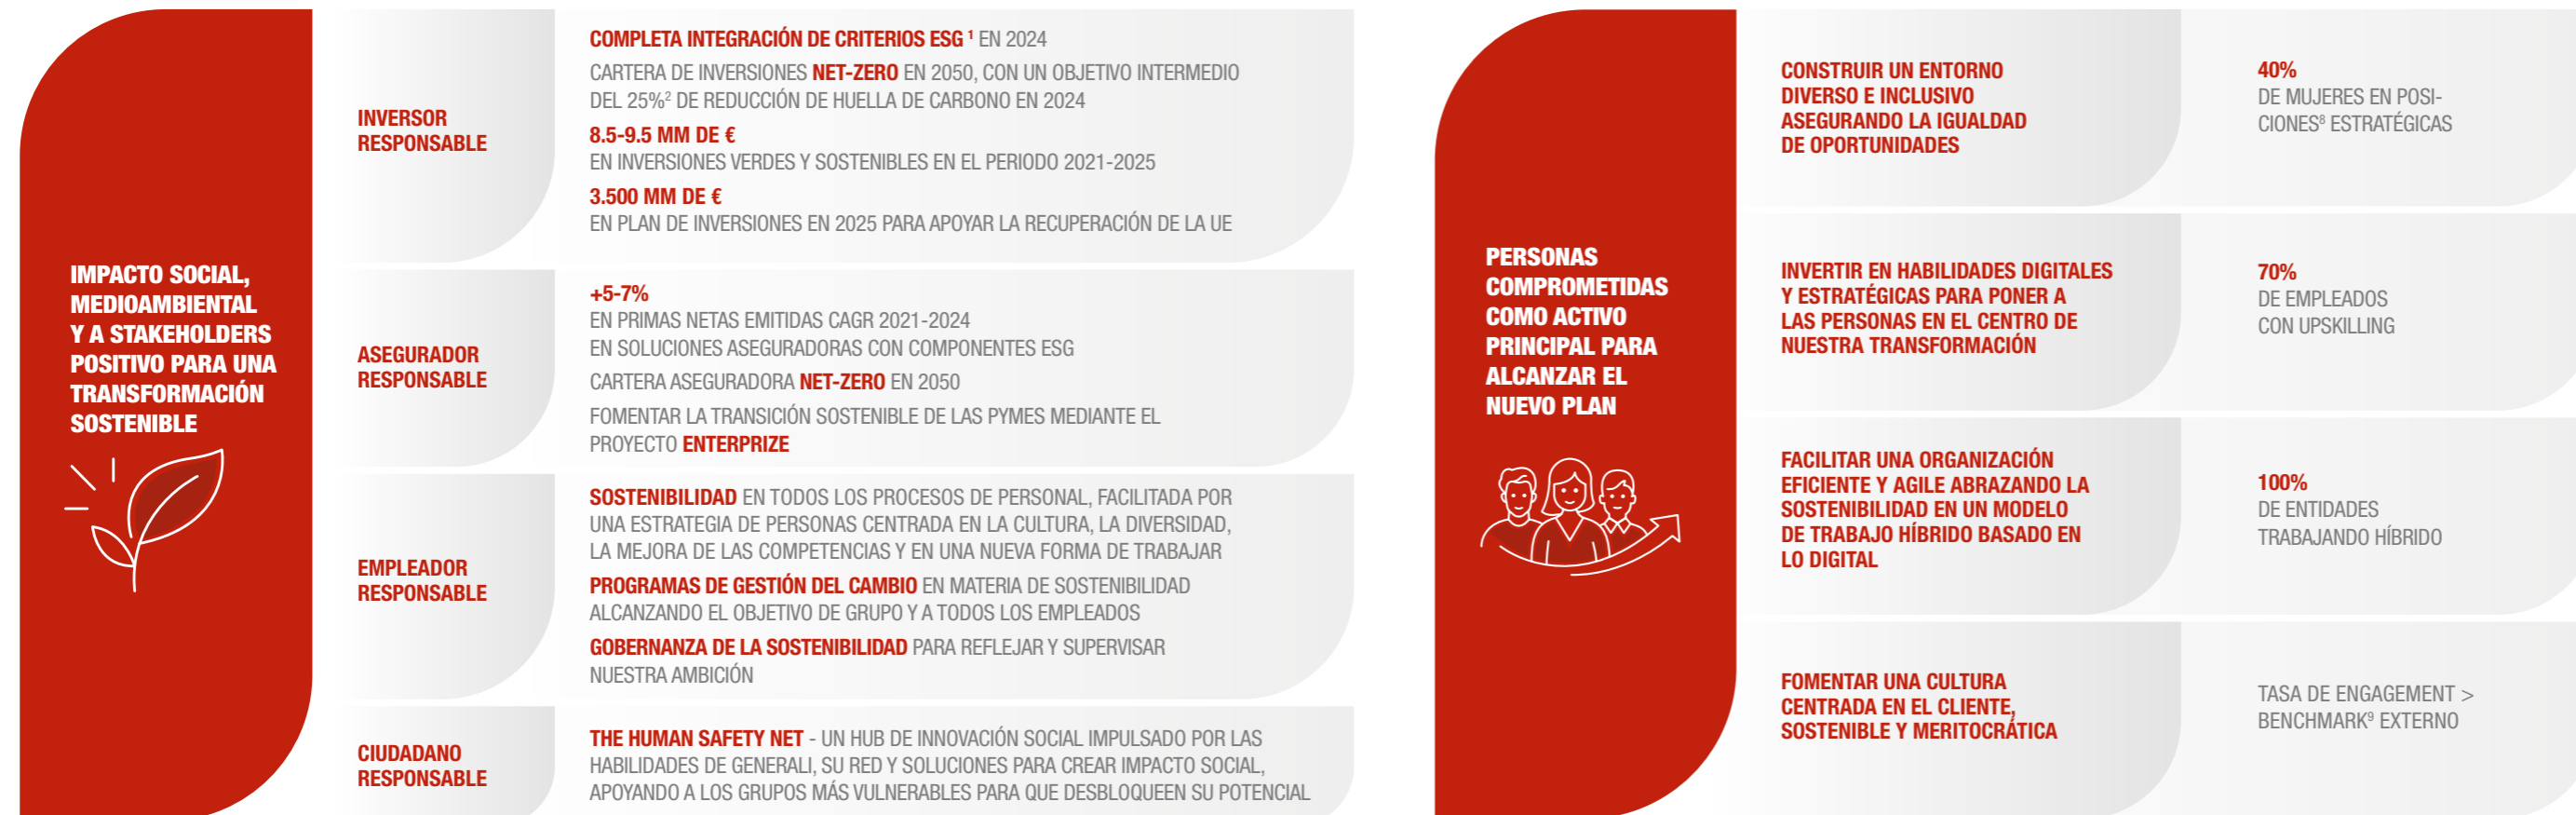 IMPACTO SOCIAL,
MEDIOAMBIENTAL
Y A STAKEHOLDERS
POSITIVO PARA UNA
TRANSFORMACIÓN
SOSTENIBLE
INVERSOR
RESPONSABLE
COMPLETA INTEGRACIÓN DE CRITERIOS ESG ¹ EN 2024
CARTERA DE INVERSIONES NET-ZERO EN 2050, CON UN OBJETIVO INTERMEDIO
DEL 25%² DE REDUCCIÓN DE HUELLA DE CARBONO EN 2024
8.5-9.5 MM DE €
EN INVERSIONES VERDES Y SOSTENIBLES EN EL PERIODO 2021-2025
3.500 MM DE €
EN PLAN DE INVERSIONES EN 2025 PARA APOYAR LA RECUPERACIÓN DE LA UE
ASEGURADOR
RESPONSABLE
+5-7%
EN PRIMAS NETAS EMITIDAS CAGR 2021-2024
EN SOLUCIONES ASEGURADORAS CON COMPONENTES ESG
CARTERA ASEGURADORA NET-ZERO EN 2050
FOMENTAR LA TRANSICIÓN SOSTENIBLE DE LAS PYMES MEDIANTE EL
PROYECTO ENTERPRIZE
EMPLEADOR
RESPONSABLE
SOSTENIBILIDAD EN TODOS LOS PROCESOS DE PERSONAL, FACILITADA POR
UNA ESTRATEGIA DE PERSONAS CENTRADA EN LA CULTURA, LA DIVERSIDAD,
LA MEJORA DE LAS COMPETENCIAS Y EN UNA NUEVA FORMA DE TRABAJAR
PROGRAMAS DE GESTIÓN DEL CAMBIO EN MATERIA DE SOSTENIBILIDAD
ALCANZANDO EL OBJETIVO DE GRUPO Y A TODOS LOS EMPLEADOS
GOBERNANZA DE LA SOSTENIBILIDAD PARA REFLEJAR Y SUPERVISAR
NUESTRA AMBICIÓN
CIUDADANO
RESPONSABLE
THE HUMAN SAFETY NET - UN HUB DE INNOVACIÓN SOCIAL IMPULSADO POR LAS
HABILIDADES DE GENERALI, SU RED Y SOLUCIONES PARA CREAR IMPACTO SOCIAL,
APOYANDO A LOS GRUPOS MÁS VULNERABLES PARA QUE DESBLOQUEEN SU POTENCIAL
PERSONAS
COMPROMETIDAS
COMO ACTIVO
PRINCIPAL PARA
ALCANZAR EL
NUEVO PLAN
CONSTRUIR UN ENTORNO
DIVERSO E INCLUSIVO
ASEGURANDO LA IGUALDAD
DE OPORTUNIDADES
40%
DE MUJERES EN POSI-
CIONES⁸ ESTRATÉGICAS
INVERTIR EN HABILIDADES DIGITALES
Y ESTRATÉGICAS PARA PONER A
LAS PERSONAS EN EL CENTRO DE
NUESTRA TRANSFORMACIÓN
70%
DE EMPLEADOS
CON UPSKILLING
FACILITAR UNA ORGANIZACIÓN
EFICIENTE Y AGILE ABRAZANDO LA
SOSTENIBILIDAD EN UN MODELO
DE TRABAJO HÍBRIDO BASADO EN
LO DIGITAL
100%
DE ENTIDADES
TRABAJANDO HÍBRIDO
FOMENTAR UNA CULTURA
CENTRADA EN EL CLIENTE,
SOSTENIBLE Y MERITOCRÁTICA
TASA DE ENGAGEMENT >
BENCHMARK⁹ EXTERNO